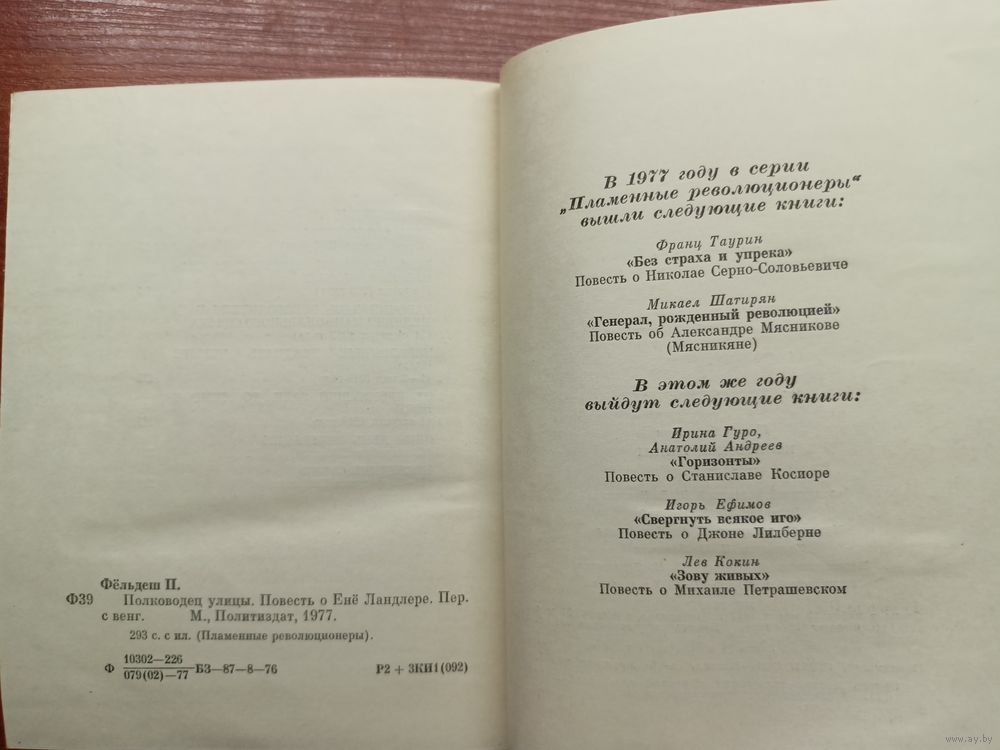 Фёльдеш П.
Ф39 Полководец улицы. Повесть о Енё Ландлере. Пер.
с венг. М., Политиздат, 1977.
293 с. с ил. (Пламенные революционеры).
Ф 10302—226
079(02)—77 БЗ—87—8—76 Р2 + 3КИ1(092)
В 1977 году в серии
„Пламенные революционеры“
вышли следующие книги:
Франц Таурин
«Без страха и упрека»
Повесть о Николае Серно-Соловьевиче
Микаел Шатирян
«Генерал, рожденный революцией»
Повесть об Александре Мясникове
(Мясникяне)
В этом же году
выйдут следующие книги:
Ирина Гуро,
Анатолий Андреев
«Горизонты»
Повесть о Станиславе Косиоре
Игорь Ефимов
«Свергнуть всякое иго»
Повесть о Джоне Лилберне
Лев Кокин
«Зову живых»
Повесть о Михаиле Петрашевском
www.ay.by